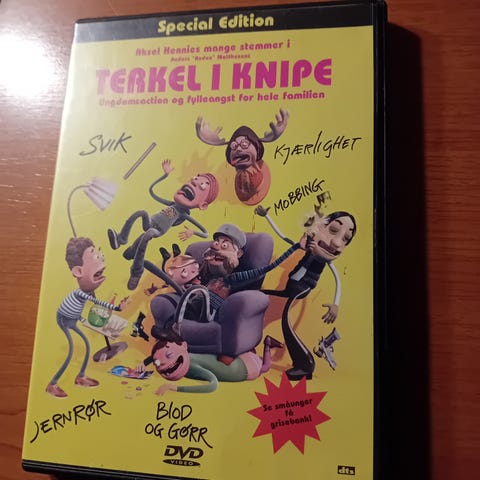 Special Edition
Aksel Hennies mange stemmer i
Anders "Anden" Matthesens
TERKEL I KNIPE
Ungdomsaction og fylleangst for hele familien
SVIK
KJÆRLIGHET
MOBBING
JERNRØR
BlOD
OG GØRR
DVD
VIDEO
Se småunger
få
grisebank!
dts